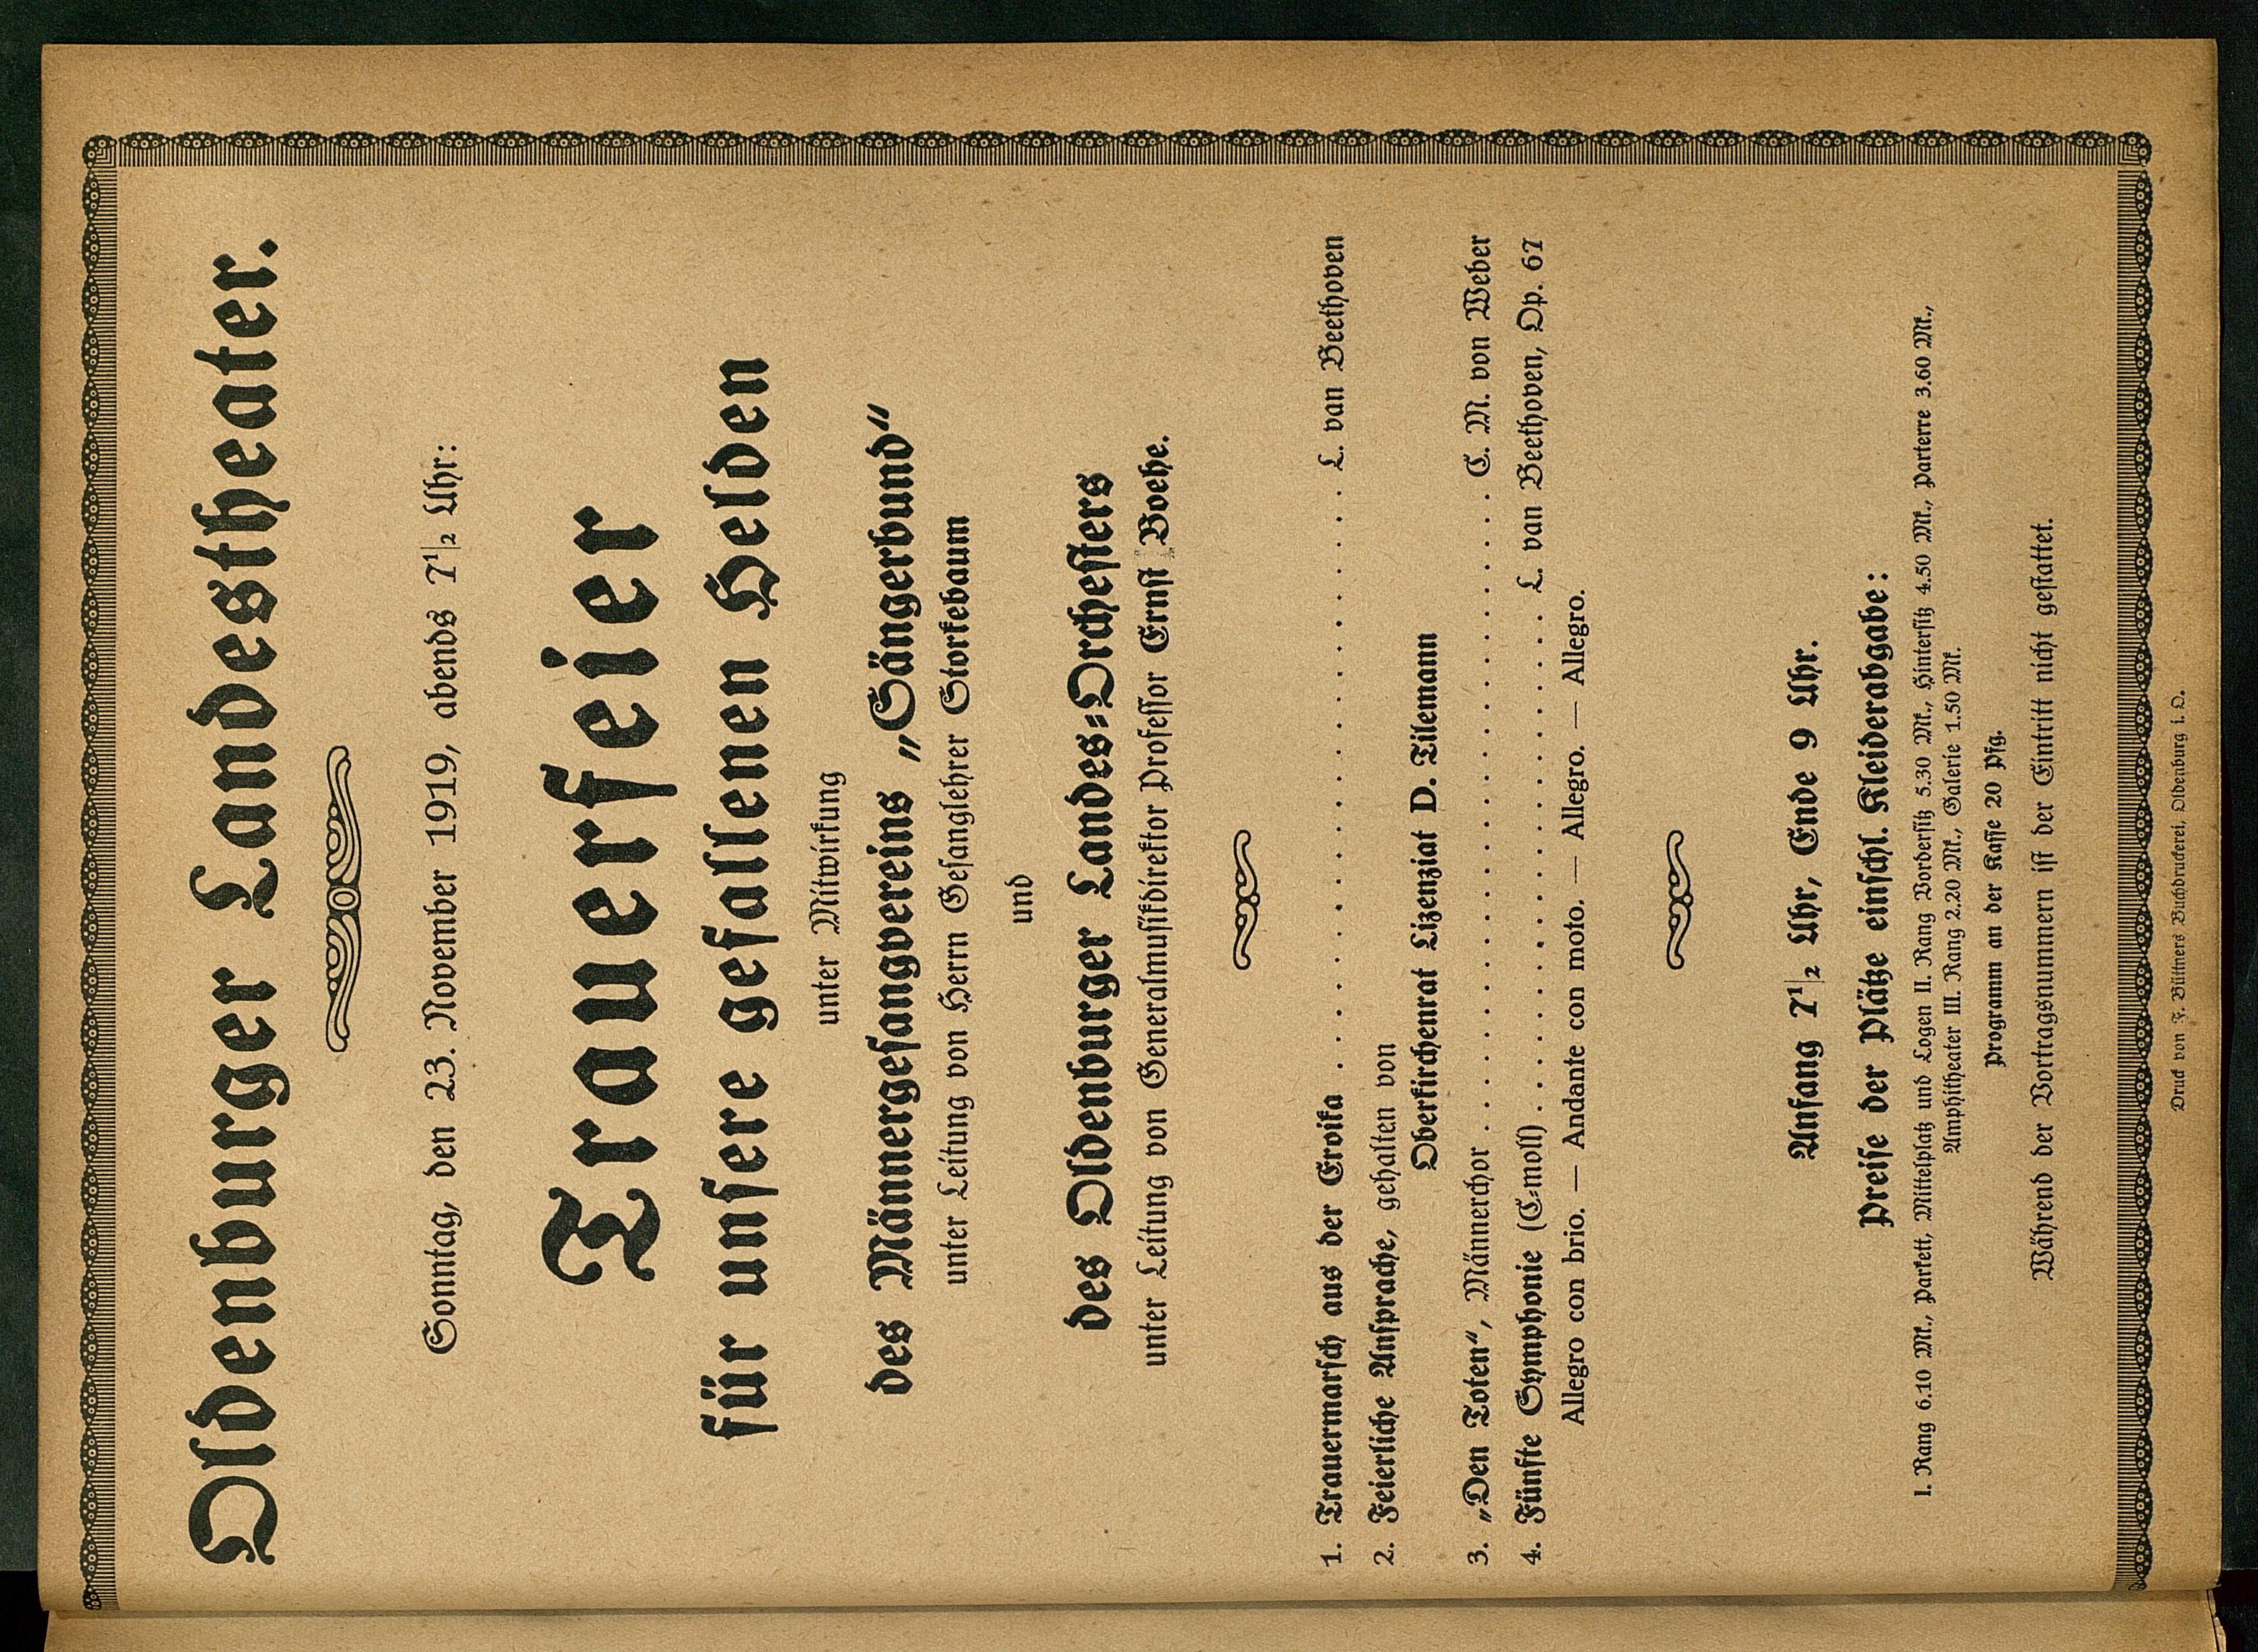 Oldenburger Landestheater.
Sonntag, den 23. November 1919, abends 7½ Uhr:
Trauerfeier
für unsere gefallenen Helden
unter Mitwirkung
des Männergesangvereins „Sängerbund“
unter Leitung von Herrn Gesanglehrer Storkebaum
und
des Oldenburger Landes-Orchesters
unter Leitung von Generalmusikdirektor Professor Ernst Boehe.
1. Trauermarsch aus der Eroika . . . . . . . . . . . . . . . . . . . . . . L. van Beethoven
2. Feierliche Ansprache, gehalten von
Oberkirchenrat Lizenziat D. Tilemann
3. „Den Toten“, Männerchor . . . . . . . . . . . . . . . . . . . . . . . . C. M. von Weber
4. Fünfte Symphonie (C-moll) . . . . . . . . . . . . . . . . . . . L. van Beethoven, Op. 67
Allegro con brio. — Andante con moto. — Allegro. — Allegro.
Anfang 7½ Uhr, Ende 9 Uhr.
Preise der Plätze einschl. Kleiderabgabe:
I. Rang 6.10 Mk., Parkett, Mittelplatz und Logen II. Rang Vordersitz 5.30 Mk., Hintersitz 4.50 Mk., Parterre 3.60 Mk.,
Amphitheater III. Rang 2.20 Mk., Galerie 1.50 Mk.
Programm an der Kasse 20 Pfg.
Während der Vortragsnummern ist der Eintritt nicht gestattet.
Druck von F. Büttners Buchdruckerei, Oldenburg i. O.